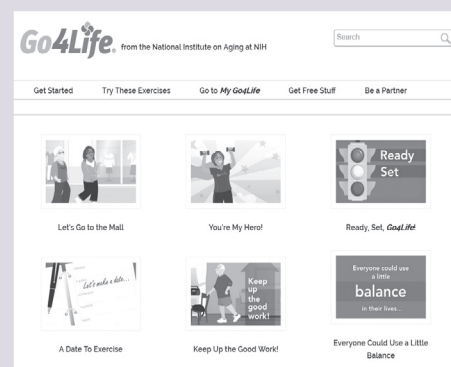 Go4Life® from the National Institute on Aging at NIH
Search
Get Started Try These Exercises Go to My Go4Life Get Free Stuff Be a Partner
Ready
Set
Let's Go to the Mall You're My Hero! Ready, Set, Go4Life!
Let's make a date...
Keep
up
the
good
work!
Everyone could use
a little
balance
in their lives...
A Date To Exercise Keep Up the Good Work! Everyone Could Use a Little
Balance